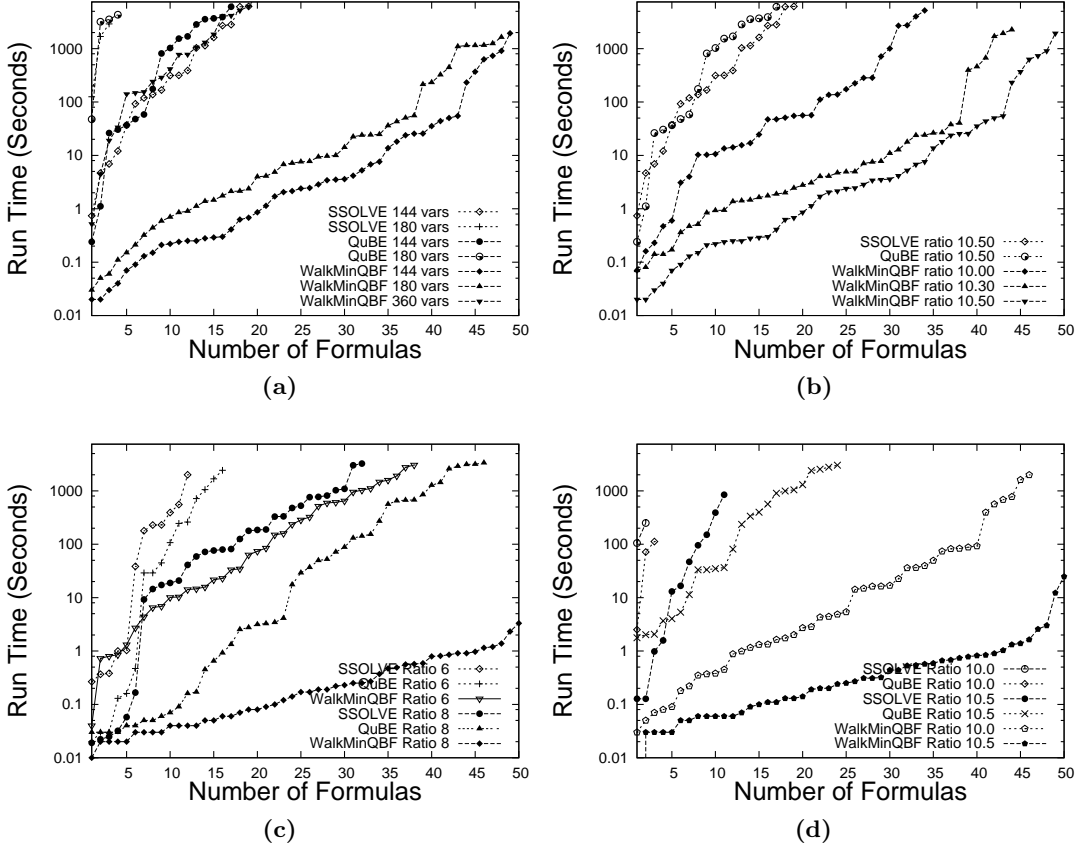 Run Time (Seconds)
1000
100
10
1
0.1
0.01
SSOLVE 144 vars
SSOLVE 180 vars
QuBE 144 vars
QuBE 180 vars
WalkMinQBF 144 vars
WalkMinQBF 180 vars
WalkMinQBF 360 vars
5 10 15 20 25 30 35 40 45 50
Number of Formulas
(a)
Run Time (Seconds)
1000
100
10
1
0.1
0.01
SSOLVE ratio 10.50
QuBE ratio 10.50
WalkMinQBF ratio 10.00
WalkMinQBF ratio 10.30
WalkMinQBF ratio 10.50
5 10 15 20 25 30 35 40 45 50
Number of Formulas
(b)
Run Time (Seconds)
1000
100
10
1
0.1
0.01
SSOLVE Ratio 6
QuBE Ratio 6
WalkMinQBF Ratio 6
SSOLVE Ratio 8
QuBE Ratio 8
WalkMinQBF Ratio 8
5 10 15 20 25 30 35 40 45 50
Number of Formulas
(c)
Run Time (Seconds)
1000
100
10
1
0.1
0.01
SSOLVE Ratio 10.0
QuBE Ratio 10.0
SSOLVE Ratio 10.5
QuBE Ratio 10.5
WalkMinQBF Ratio 10.0
WalkMinQBF Ratio 10.5
5 10 15 20 25 30 35 40 45 50
Number of Formulas
(d)